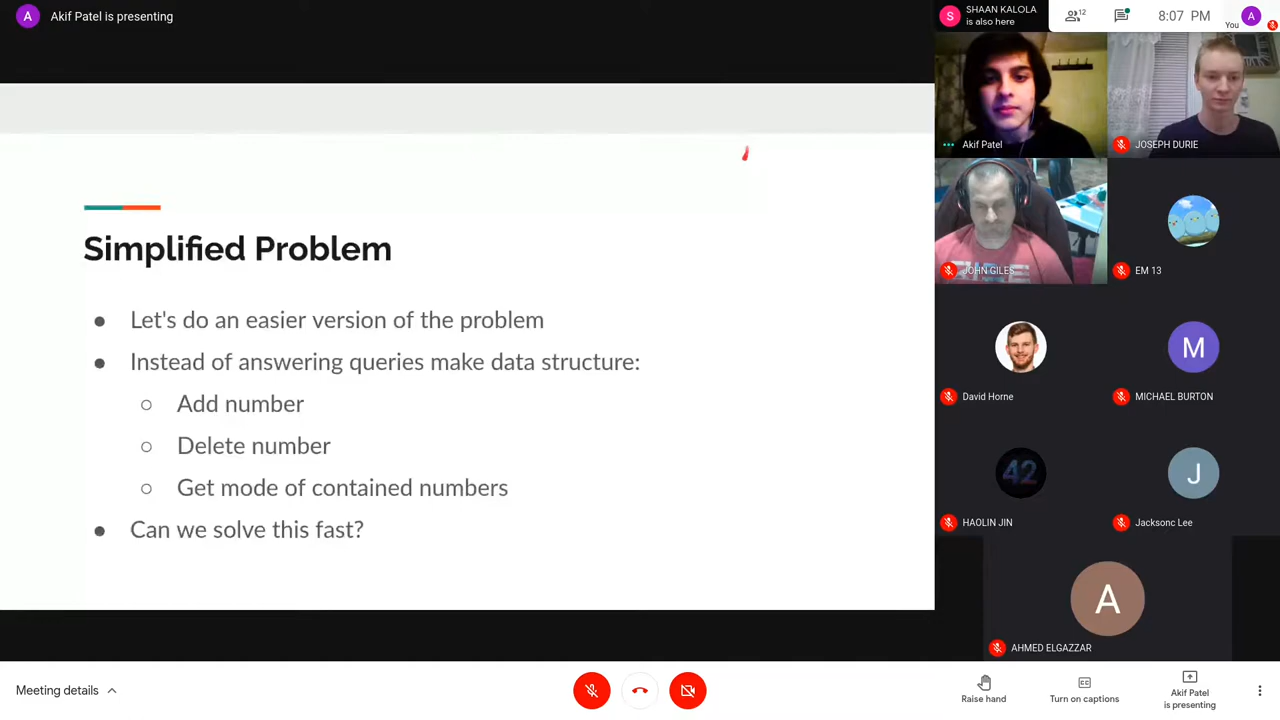 A Akif Patel is presenting
S SHAAN KALOLA
is also here
12
8:07 PM
You
A
Akif Patel
JOSEPH DURIE
JOHN GILES
EM 13
David Horne
M
MICHAEL BURTON
42
HAOLIN JIN
J
Jacksonc Lee
A
AHMED ELGAZZAR
Simplified Problem
● Let's do an easier version of the problem
● Instead of answering queries make data structure:
○ Add number
○ Delete number
○ Get mode of contained numbers
● Can we solve this fast?
Meeting details
Raise hand
CC
Turn on captions
Akif Patel
is presenting